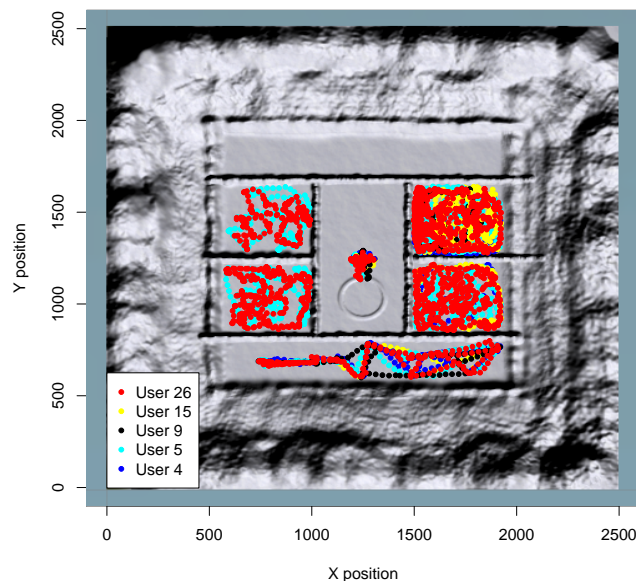 2500
2000
1500
1000
500
0
Y position
User 26
User 15
User 9
User 5
User 4
0 500 1000 1500 2000 2500
X position